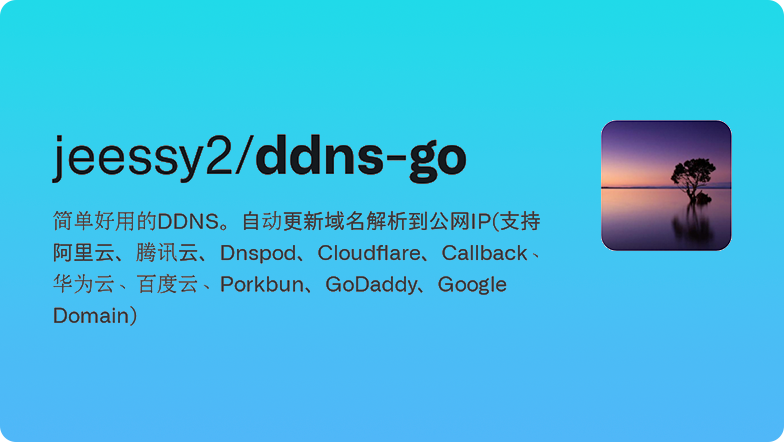 jeessy2/ddns-go
简单好用的DDNS。自动更新域名解析到公网IP(支持
阿里云、腾讯云、Dnspod、Cloudflare、Callback、
华为云、百度云、Porkbun、GoDaddy、Google
Domain)